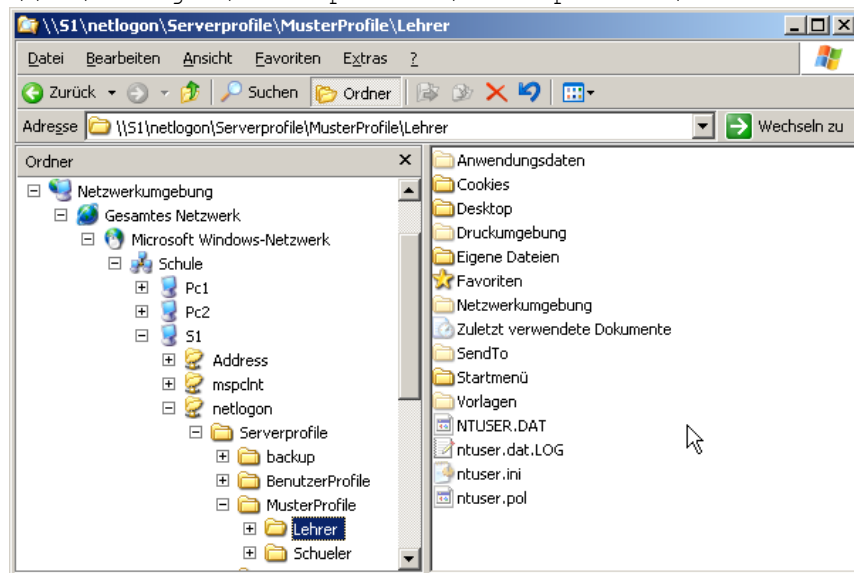 \\S1\netlogon\Serverprofile\MusterProfile\Lehrer
Datei Bearbeiten Ansicht Favoriten Extras ?
Zurück Suchen Ordner
Adresse \\S1\netlogon\Serverprofile\MusterProfile\Lehrer Wechseln zu
Ordner
Netzwerkumgebung
Gesamtes Netzwerk
Microsoft Windows-Netzwerk
Schule
Pc1
Pc2
S1
Address
mspclnt
netlogon
Serverprofile
backup
BenutzerProfile
MusterProfile
Lehrer
Schueler
Anwendungsdaten
Cookies
Desktop
Druckumgebung
Eigene Dateien
Favoriten
Netzwerkumgebung
Zuletzt verwendete Dokumente
SendTo
Startmenü
Vorlagen
NTUSER.DAT
ntuser.dat.LOG
ntuser.ini
ntuser.pol